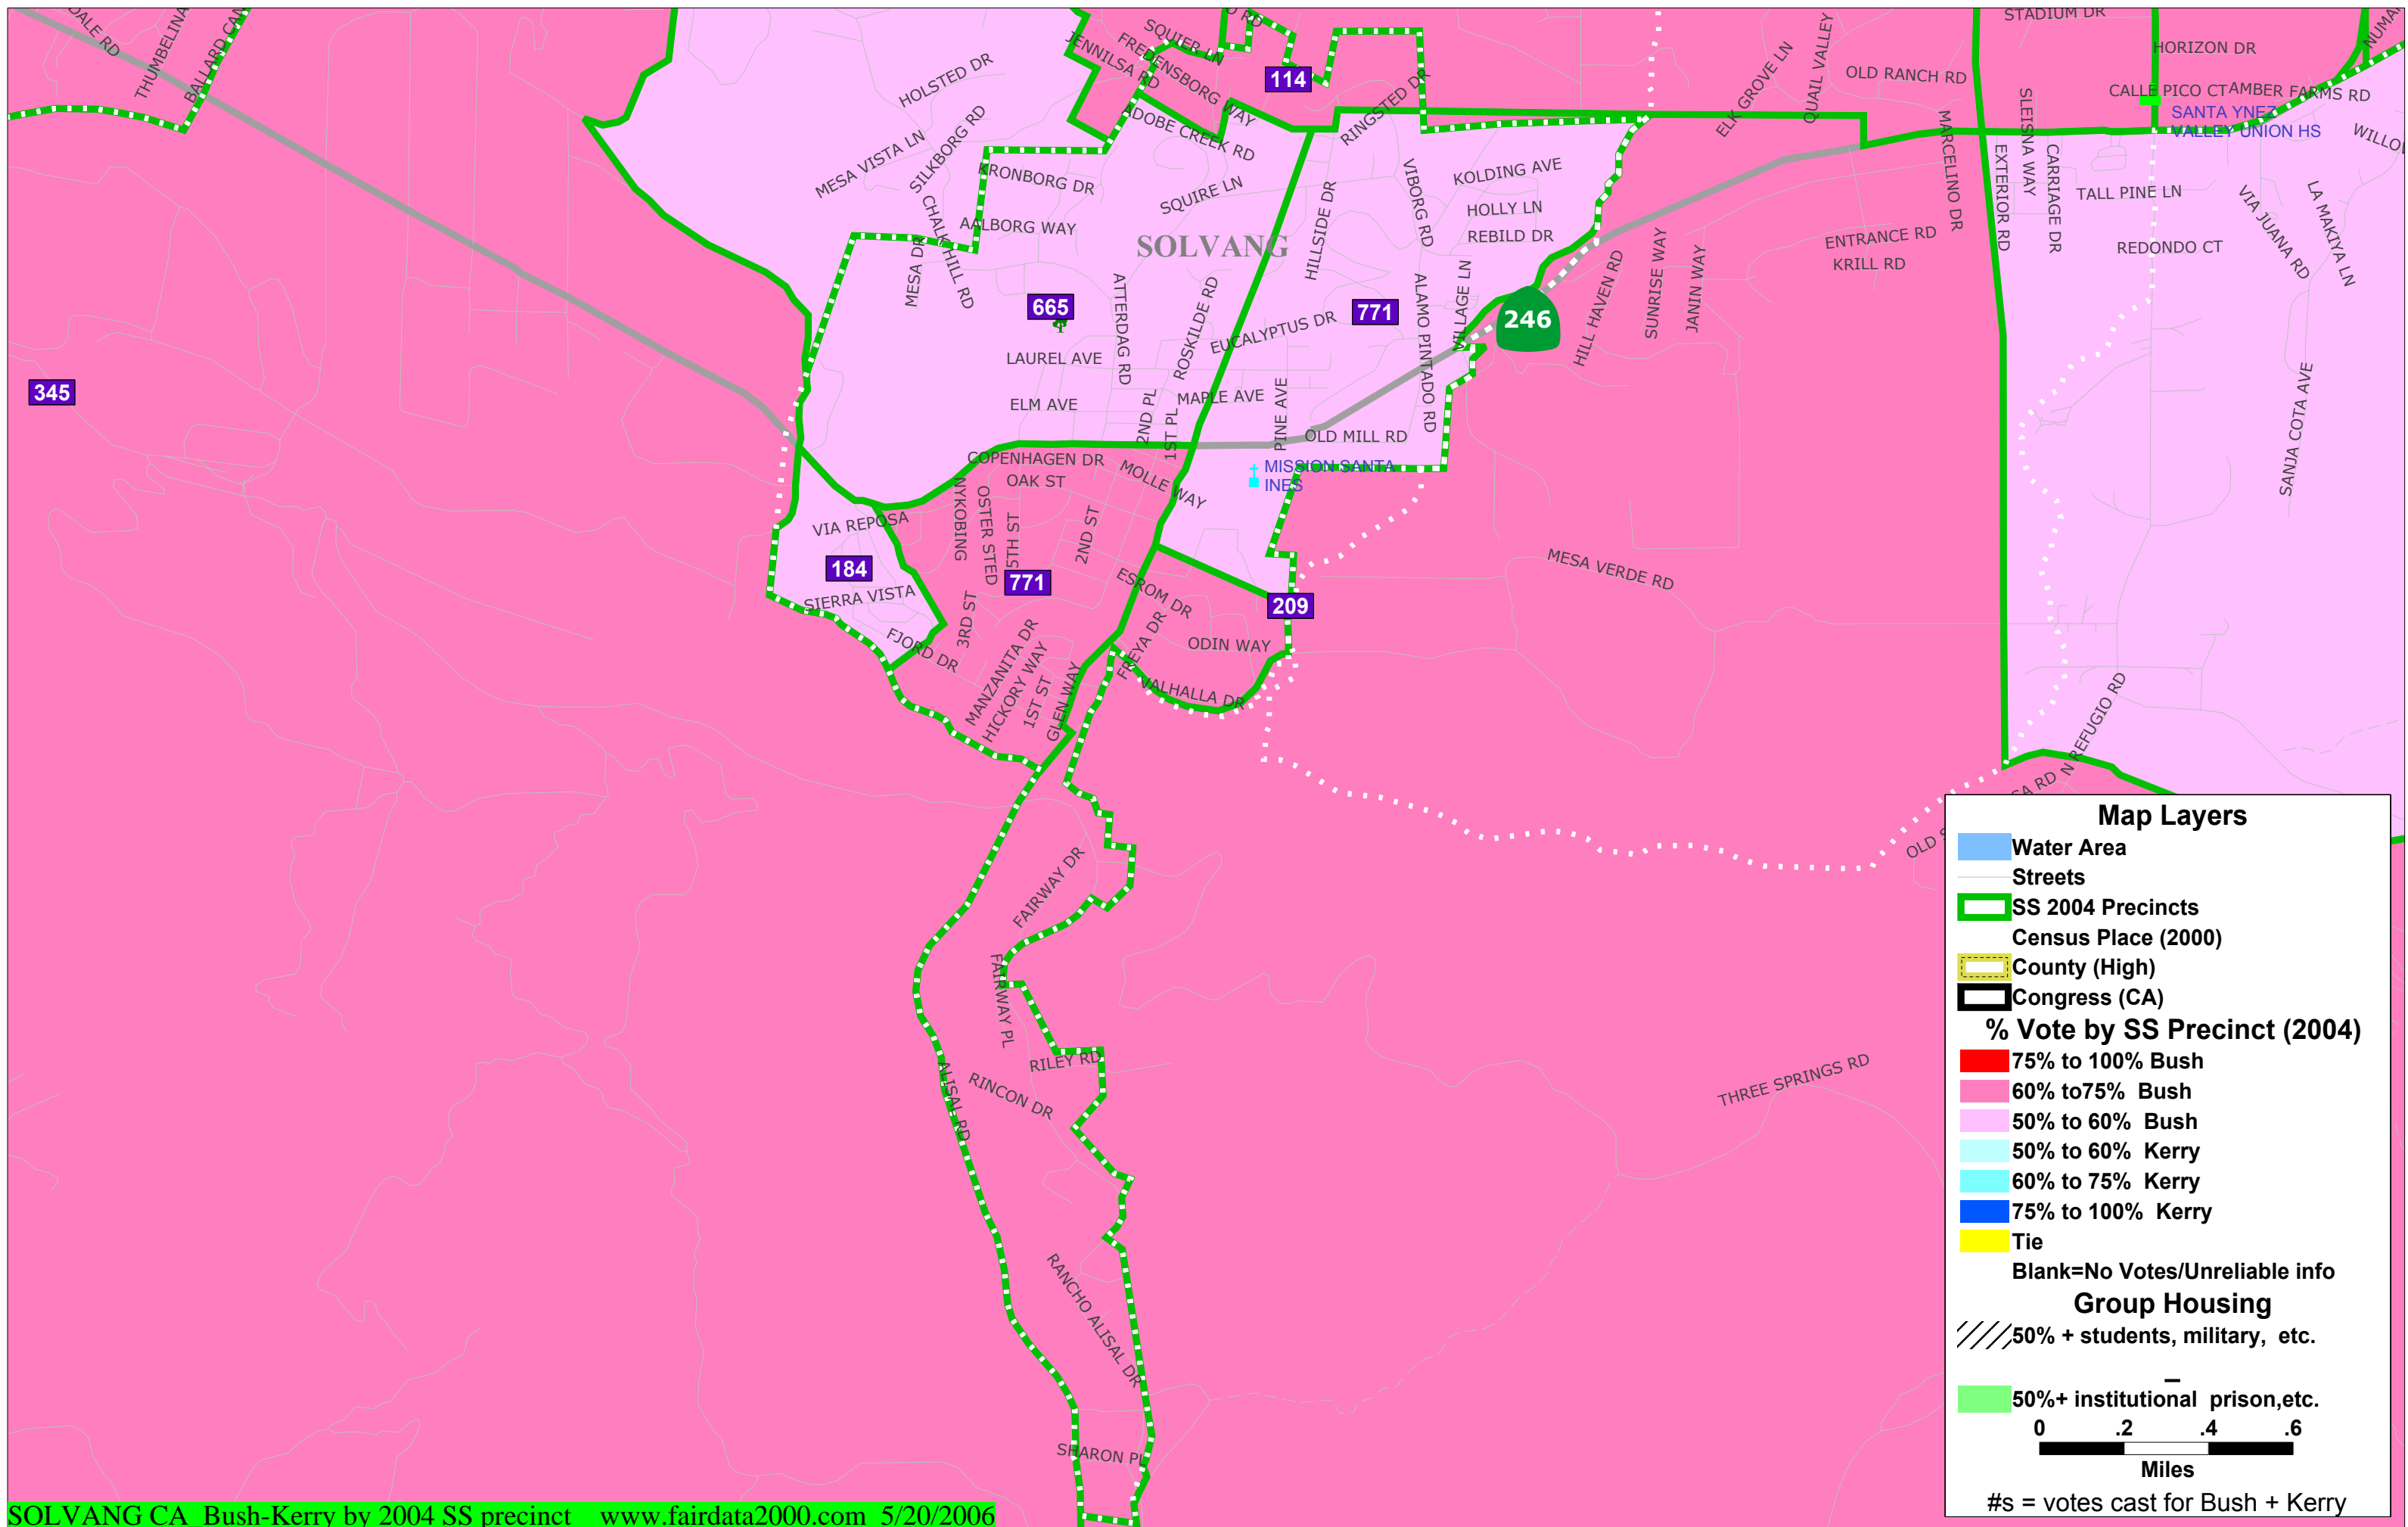 DALE RD
THUMBELINA
BALLARD CAN
SQUIER LN
FREDENSBORG WAY
JENNILSA RD
O RD
114
HOLSTED DR
ADOBE CREEK RD
RINGSTED DR
ELK GROVE LN
QUAIL VALLEY
OLD RANCH RD
STADIUM DR
HORIZON DR
CALLE PICO CT
AMBER FARMS RD
SANTA YNEZ
VALLEY UNION HS
MESA VISTA LN
SILKBORG RD
KRONBORG DR
CHALKHILL RD
AALBORG WAY
MESA DR
SQUIRE LN
SOLVANG
HILLSIDE DR
VIBORG RD
KOLDING AVE
HOLLY LN
REBILD DR
MARCELINO DR
EXTERIOR RD
SLEISNA WAY
CARRIAGE DR
TALL PINE LN
REDONDO CT
VIA JUANA RD
LA MAKIYA LN
ENTRANCE RD
KRILL RD
SUNRISE WAY
JANIN WAY
HILL HAVEN RD
246
VILLAGE LN
ALAMO PINTADO RD
771
665
ATTERDAG RD
ROSKILDE RD
EUCALYPTUS DR
LAUREL AVE
ELM AVE
2ND PL
1ST PL
MAPLE AVE
PINE AVE
OLD MILL RD
345
SANJA COTA AVE
COPENHAGEN DR
OAK ST
MOLLE WAY
MISSION SANTA
INES
NYKOBING
OSTER STED
5TH ST
2ND ST
VIA REPOSA
184
SIERRA VISTA
771
ESROM DR
209
MESA VERDE RD
FJORD DR
3RD ST
MANZANITA DR
HICKORY WAY
1ST ST
GLEN WAY
FREYA DR
ODIN WAY
VALHALLA DR
N REFUGIO RD
FAIRWAY DR
FAIRWAY PL
RILEY RD
RINCON DR
ALISAL RD
THREE SPRINGS RD
RANCHO ALISAL DR
SHARON PL
Map Layers
Water Area
Streets
SS 2004 Precincts
Census Place (2000)
County (High)
Congress (CA)
% Vote by SS Precinct (2004)
75% to 100% Bush
60% to75% Bush
50% to 60% Bush
50% to 60% Kerry
60% to 75% Kerry
75% to 100% Kerry
Tie
Blank=No Votes/Unreliable info
Group Housing
50% + students, military, etc.
50%+ institutional prison,etc.
0 .2 .4 .6
Miles
#s = votes cast for Bush + Kerry
SOLVANG CA Bush-Kerry by 2004 SS precinct www.fairdata2000.com 5/20/2006